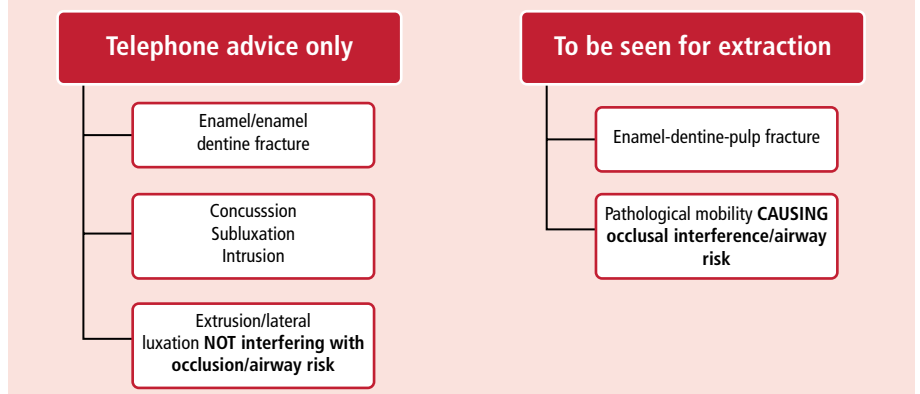 Telephone advice only
Enamel/enamel
dentine fracture
Concusssion
Subluxation
Intrusion
Extrusion/lateral
luxation NOT interfering with
occlusion/airway risk
To be seen for extraction
Enamel-dentine-pulp fracture
Pathological mobility CAUSING
occlusal interference/airway
risk